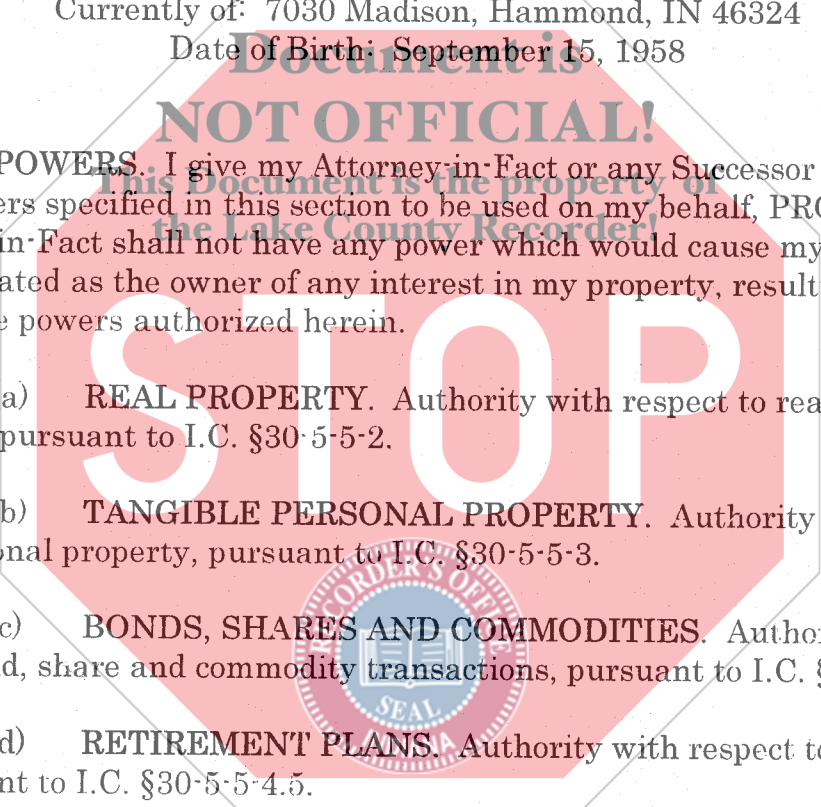 Currently of: 7030 Madison, Hammond, IN 46324
Date of Birth: September 15, 1958
Document is
NOT OFFICIAL!
This Document is the property of
the Lake County Recorder!
POWERS. I give my Attorney-in-Fact or any Successor
ers specified in this section to be used on my behalf, PRO
in-Fact shall not have any power which would cause my
ated as the owner of any interest in my property, result
e powers authorized herein.
STOP
a) REAL PROPERTY. Authority with respect to rea
pursuant to I.C. §30-5-5-2.
b) TANGIBLE PERSONAL PROPERTY. Authority
onal property, pursuant to I.C. §30-5-5-3.
c) BONDS, SHARES AND COMMODITIES. Autho
d, share and commodity transactions, pursuant to I.C. §
RECORDER'S OFFICE
SEAL
d) RETIREMENT PLANS. Authority with respect to
nt to I.C. §30-5-5-4.5.